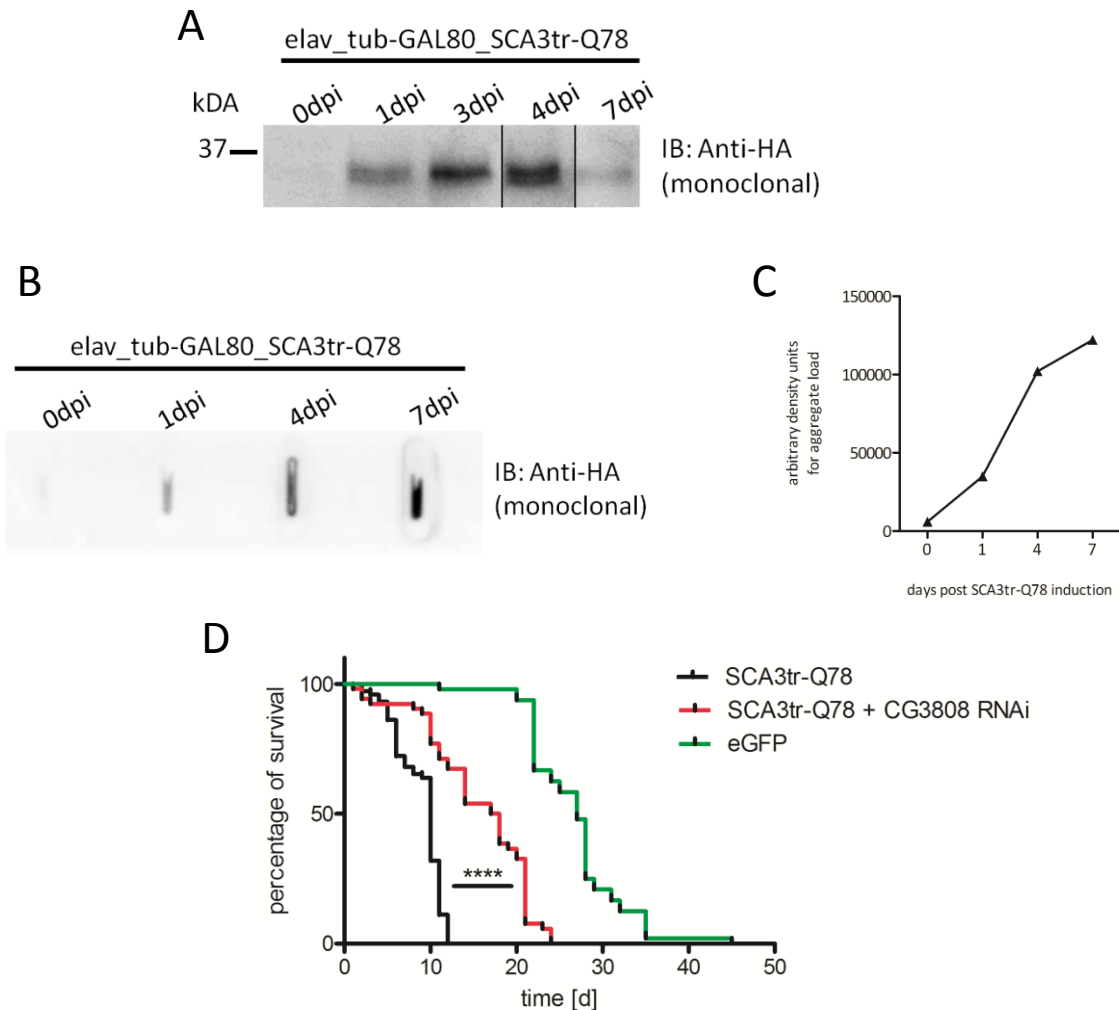 A
elav_tub-GAL80_SCA3tr-Q78
kDA
0dpi 1dpi 3dpi 4dpi 7dpi
37
IB: Anti-HA
(monoclonal)
B
elav_tub-GAL80_SCA3tr-Q78
0dpi 1dpi 4dpi 7dpi
IB: Anti-HA
(monoclonal)
C
arbitrary density units
for aggregate load
150000
100000
50000
0
0 1 4 7
days post SCA3tr-Q78 induction
D
percentage of survival
100
50
0
SCA3tr-Q78
SCA3tr-Q78 + CG3808 RNAi
eGFP
****
0 10 20 30 40 50
time [d]